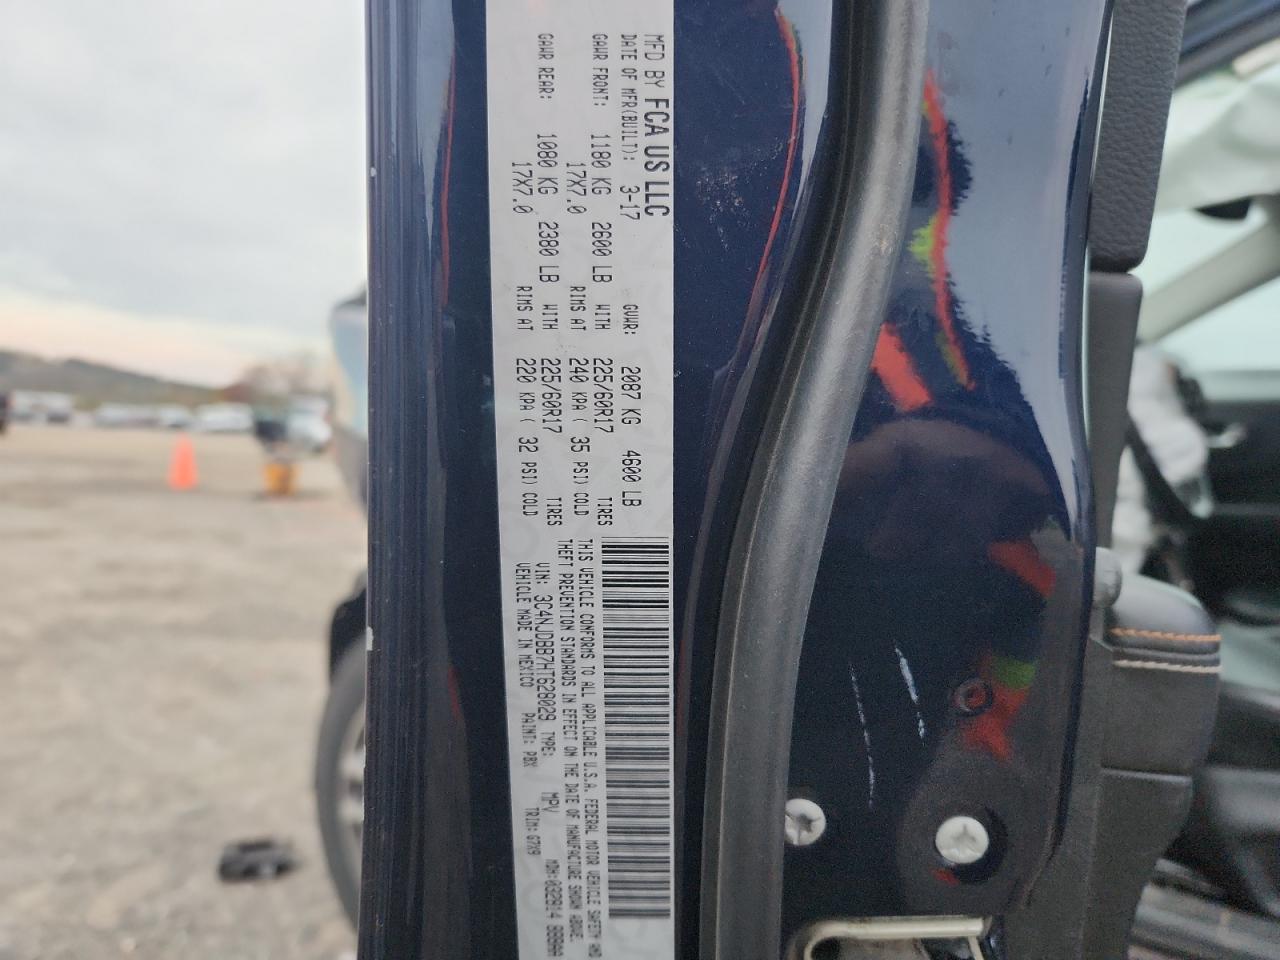 MFD BY FCA US LLC
DATE OF MFR(BUILT): 3-17 GVWR: 2087 KG 4600 LB
GAWR FRONT: 1180 KG 2600 LB WITH 225/60R17 TIRES
17X7.0 RIMS AT 240 KPA ( 35 PSI) COLD
GAWR REAR: 1080 KG 2380 LB WITH 225/60R17 TIRES
17X7.0 RIMS AT 220 KPA ( 32 PSI) COLD
THIS VEHICLE CONFORMS TO ALL APPLICABLE U.S.A. FEDERAL MOTOR VEHICLE SAFETY AND
THEFT PREVENTION STANDARDS IN EFFECT ON THE DATE OF MANUFACTURE SHOWN ABOVE.
VIN: 3C4NJDBB7HT628029 TYPE: MPV MDH:032814
VEHICLE MADE IN MEXICO PAINT: PBX TRIM: G7X9